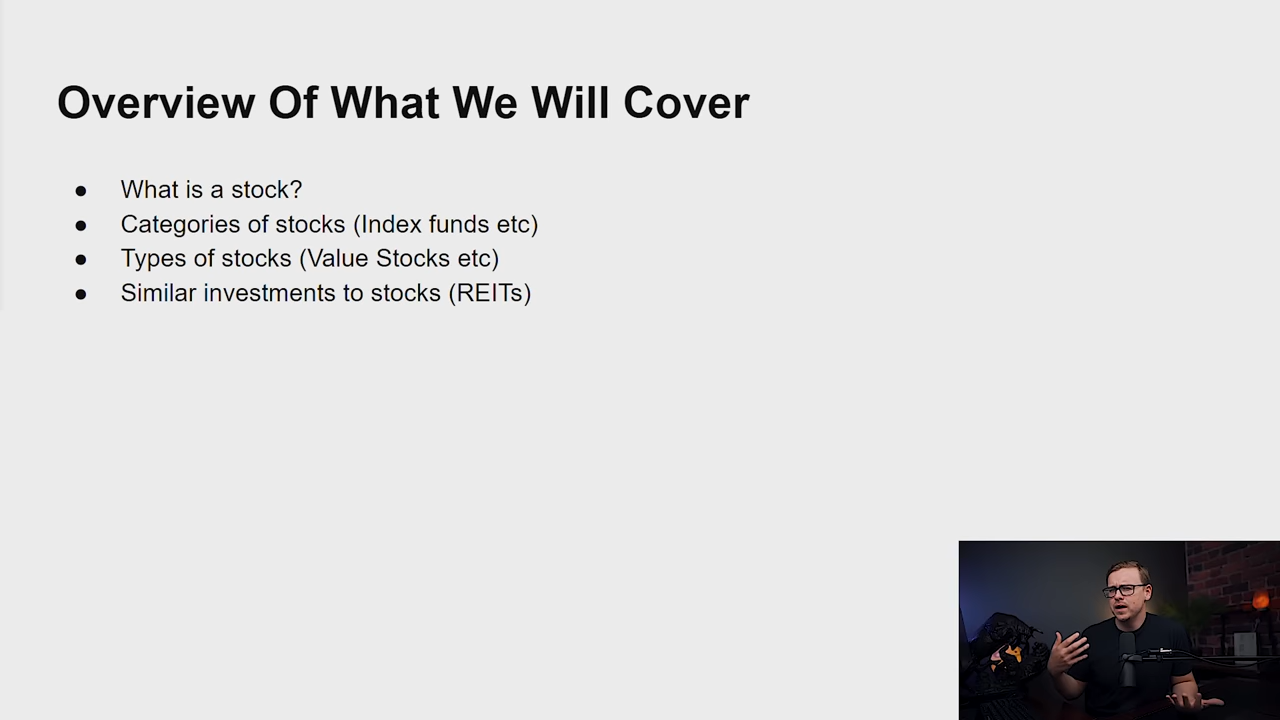 Overview Of What We Will Cover
● What is a stock?
● Categories of stocks (Index funds etc)
● Types of stocks (Value Stocks etc)
● Similar investments to stocks (REITs)